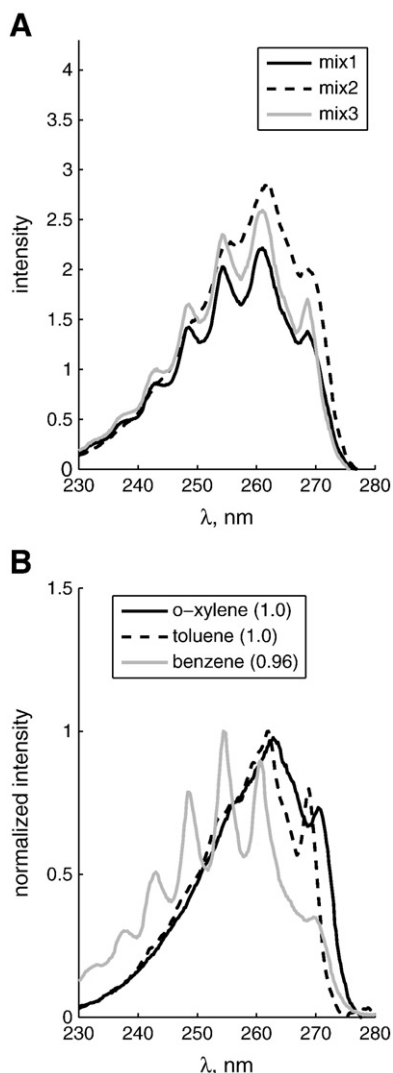 A
4
3.5
3
2.5
2
1.5
1
0.5
0
intensity
mix1
mix2
mix3
230 240 250 260 270 280
λ, nm
B
1.5
1
0.5
0
normalized intensity
o−xylene (1.0)
toluene (1.0)
benzene (0.96)
230 240 250 260 270 280
λ, nm